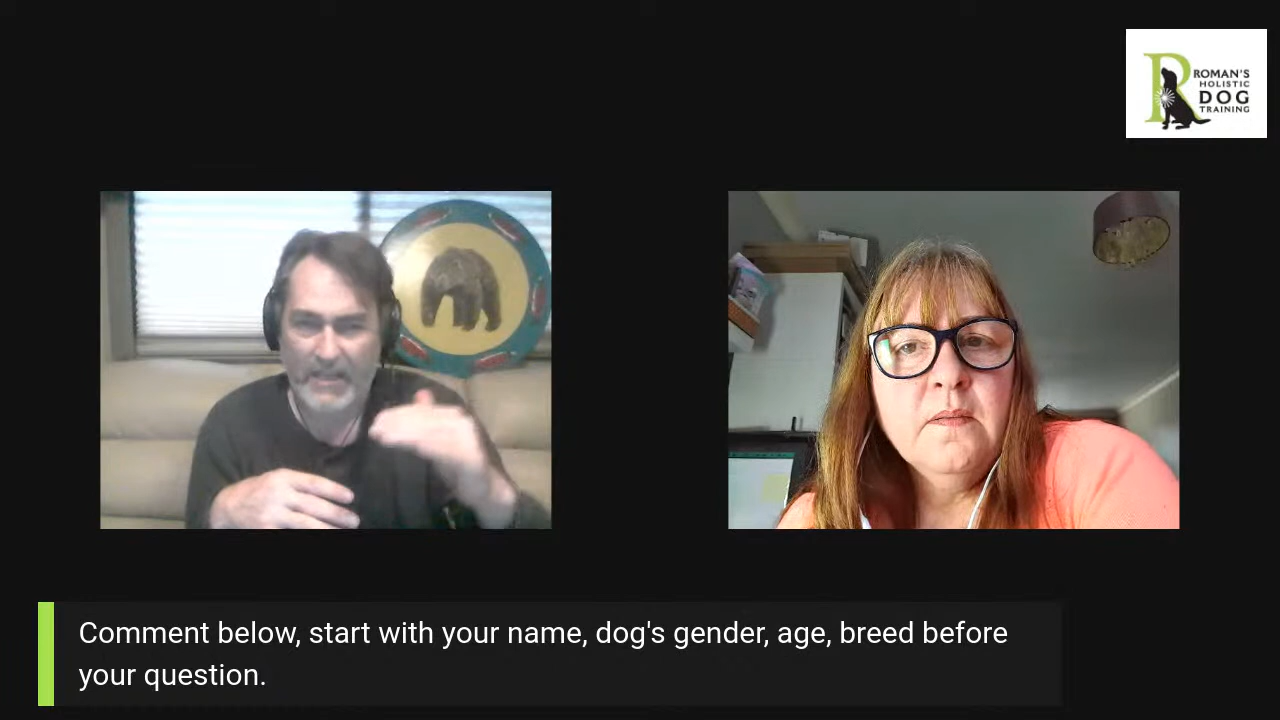 ROMAN'S
HOLISTIC
DOG
TRAINING
Comment below, start with your name, dog's gender, age, breed before
your question.